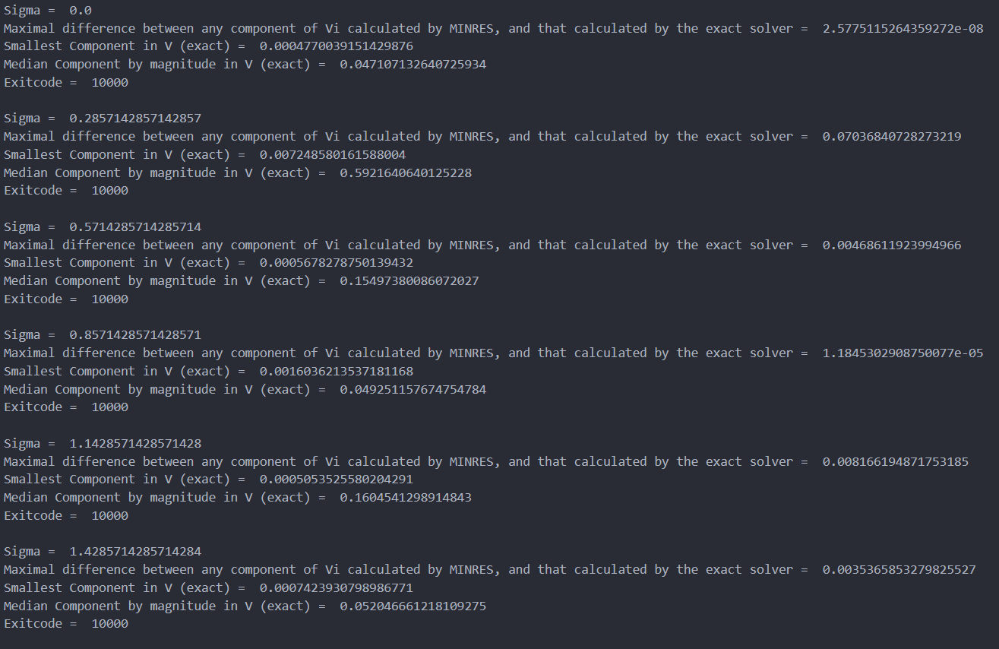 Sigma =  0.0
Maximal difference between any component of Vi calculated by MINRES, and that calculated by the exact solver =  2.5775115264359272e-08
Smallest Component in V (exact) =  0.0004770039151429876
Median Component by magnitude in V (exact) =  0.047107132640725934
Exitcode =  10000

Sigma =  0.2857142857142857
Maximal difference between any component of Vi calculated by MINRES, and that calculated by the exact solver =  0.07036840728273219
Smallest Component in V (exact) =  0.007248580161588004
Median Component by magnitude in V (exact) =  0.5921640640125228
Exitcode =  10000

Sigma =  0.5714285714285714
Maximal difference between any component of Vi calculated by MINRES, and that calculated by the exact solver =  0.00468611923994966
Smallest Component in V (exact) =  0.0005678278750139432
Median Component by magnitude in V (exact) =  0.15497380086072027
Exitcode =  10000

Sigma =  0.8571428571428571
Maximal difference between any component of Vi calculated by MINRES, and that calculated by the exact solver =  1.1845302908750077e-05
Smallest Component in V (exact) =  0.0016036213537181168
Median Component by magnitude in V (exact) =  0.049251157674754784
Exitcode =  10000

Sigma =  1.1428571428571428
Maximal difference between any component of Vi calculated by MINRES, and that calculated by the exact solver =  0.008166194871753185
Smallest Component in V (exact) =  0.0005053525580204291
Median Component by magnitude in V (exact) =  0.1604541298914843
Exitcode =  10000

Sigma =  1.4285714285714284
Maximal difference between any component of Vi calculated by MINRES, and that calculated by the exact solver =  0.0035365853279825527
Smallest Component in V (exact) =  0.0007423930798986771
Median Component by magnitude in V (exact) =  0.052046661218109275
Exitcode =  10000